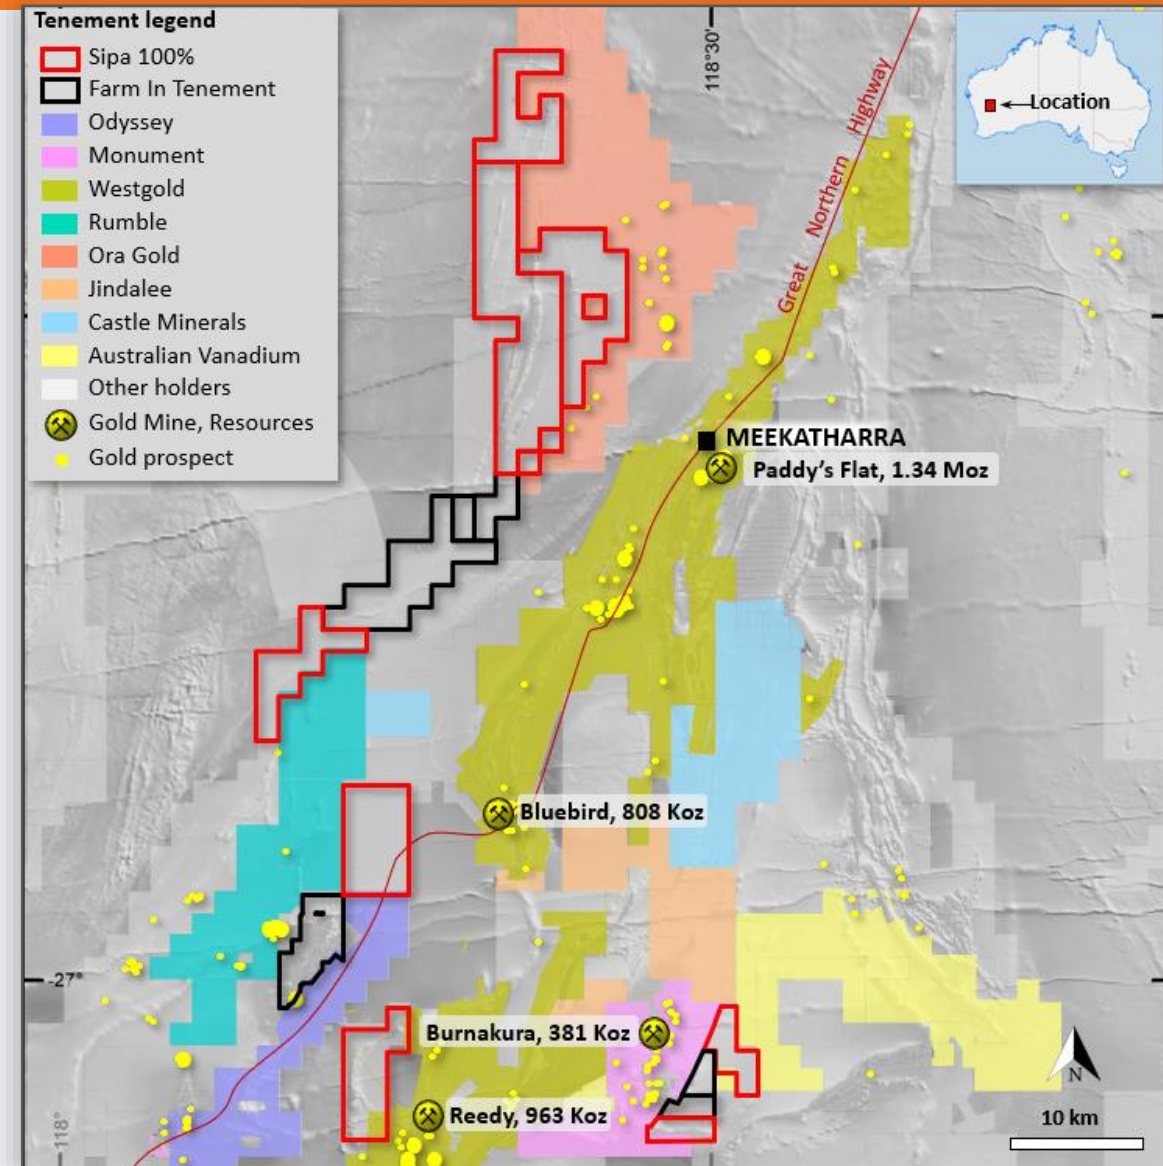 Tenement legend
Sipa 100%
Farm In Tenement
Odyssey
Monument
Westgold
Rumble
Ora Gold
Jindalee
Castle Minerals
Australian Vanadium
Other holders
Gold Mine, Resources
Gold prospect
118°30'
Great Northern Highway
Location
MEEKATHARRA
Paddy's Flat, 1.34 Moz
Bluebird, 808 Koz
-27°
Burnakura, 381 Koz
Reedy, 963 Koz
118°
N
10 km